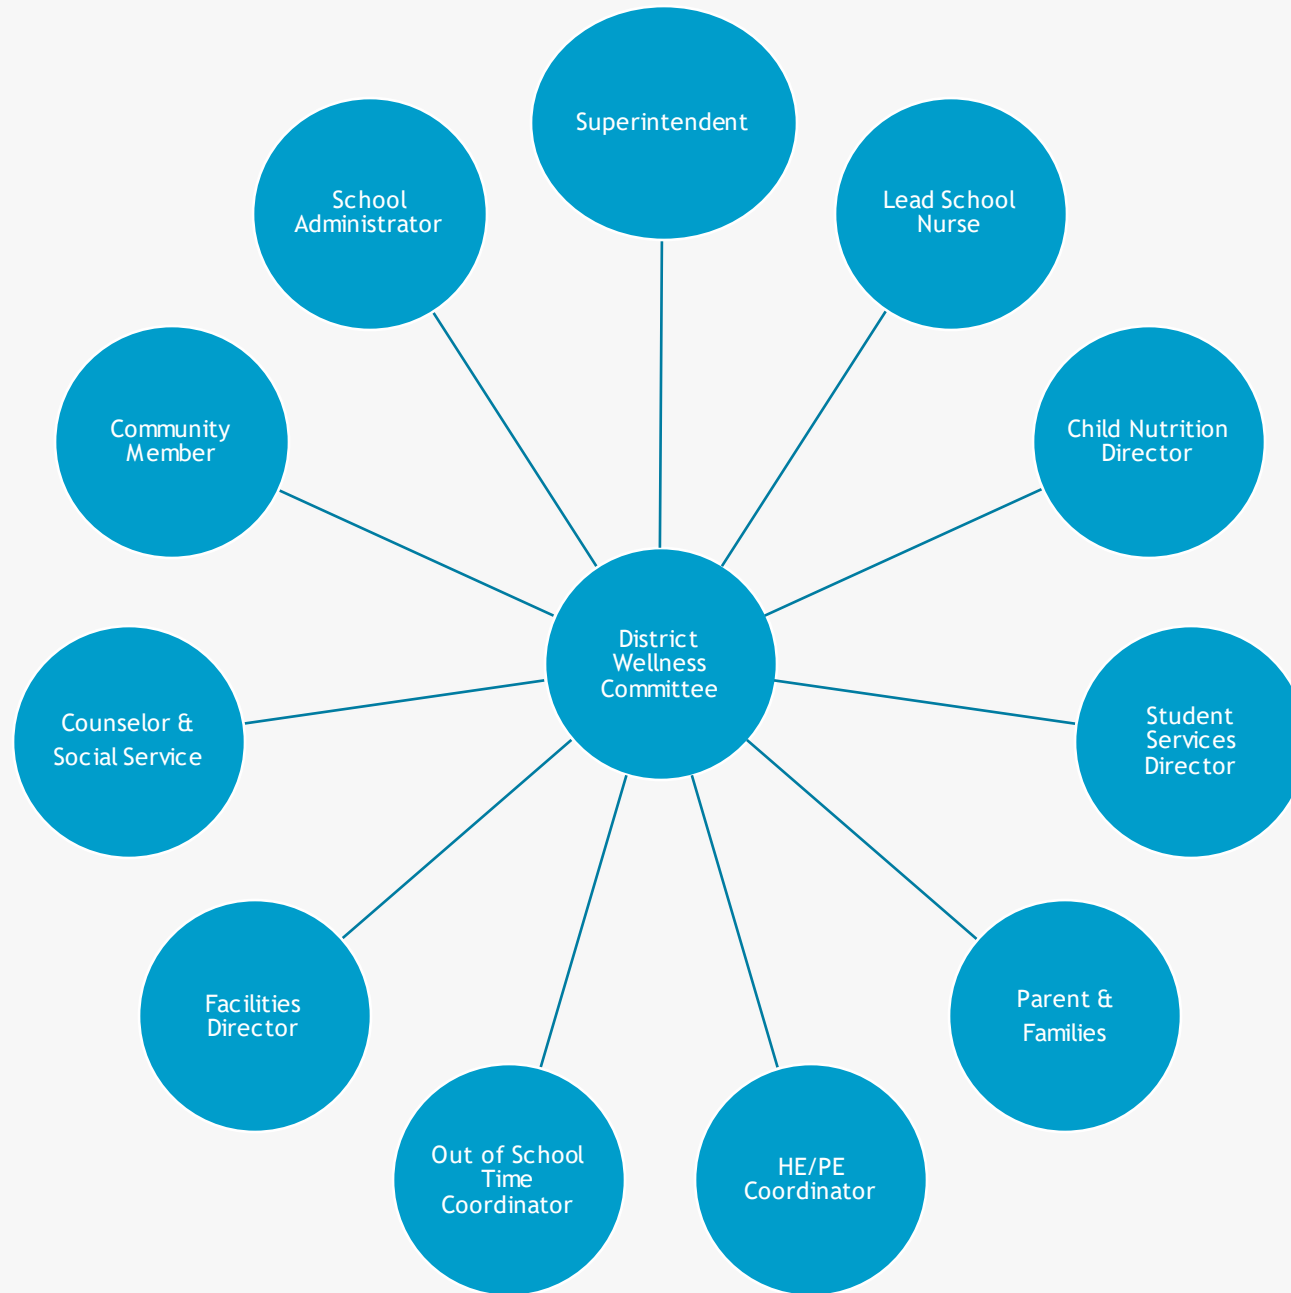 Superintendent
School
Administrator
Lead School
Nurse
Community
Member
Child Nutrition
Director
District
Wellness
Committee
Counselor &
Social Service
Student
Services
Director
Facilities
Director
Parent &
Families
Out of School
Time
Coordinator
HE/PE
Coordinator